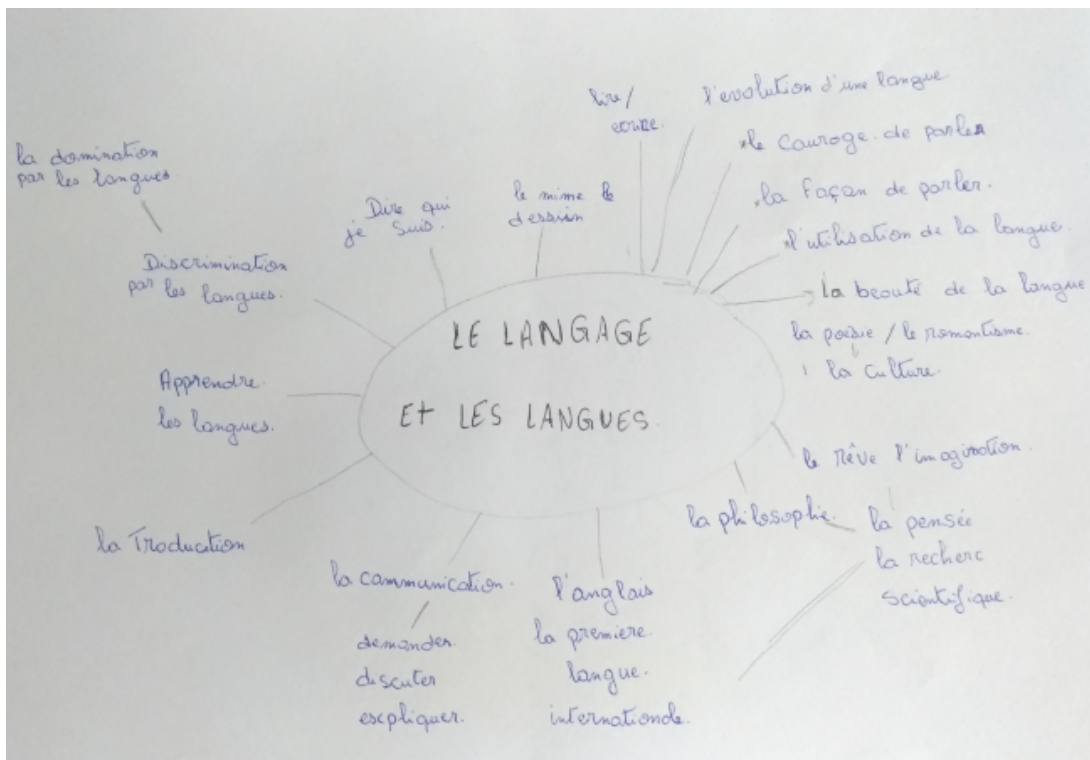 LE LANGAGE
Et LES LANGUES.
lire/
ecrire.
l'evolution d'une langue
le couroge de parler
la façan de parler.
l'utilisation de la langue.
la beauté de la langue
la poésie / le romantisme.
la culture.
le rêve l'imagination.
la pensée
la recherc
scientifique.
la philosophie.
l'anglais
la premiere.
langue.
internationale.
la communication.
demander.
discuter
escpliquer.
la Traduction
Apprendre.
les langues.
Discrimination
par les langues.
la domination
par les langues.
Dire qui
je suis.
le mime le
dessin